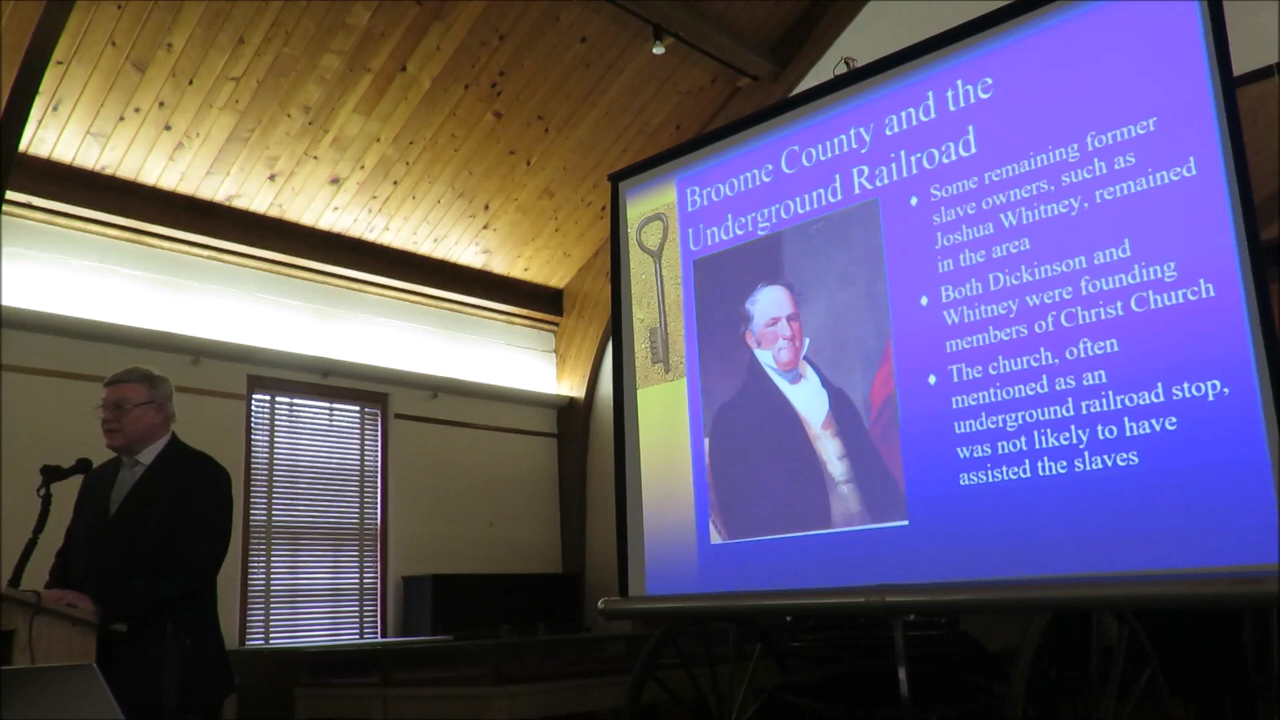 Broome County and the
Underground Railroad
Some remaining former
slave owners, such as
Joshua Whitney, remained
in the area
Both Dickinson and
Whitney were founding
members of Christ Church
The church, often
mentioned as an
underground railroad stop,
was not likely to have
assisted the slaves